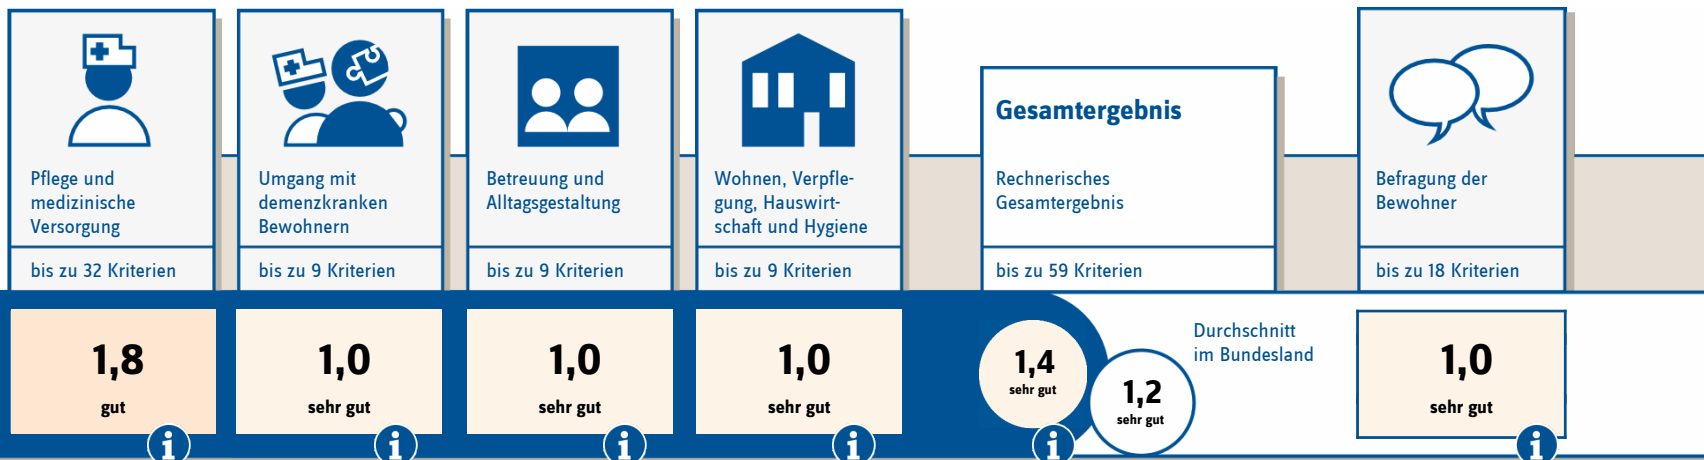 Pflege und
medizinische
Versorgung
bis zu 32 Kriterien
1,8
gut
i
Umgang mit
demenzkranken
Bewohnern
bis zu 9 Kriterien
1,0
sehr gut
i
Betreuung und
Alltagsgestaltung
bis zu 9 Kriterien
1,0
sehr gut
i
Wohnen, Verpfle-
gung, Hauswirt-
schaft und Hygiene
bis zu 9 Kriterien
1,0
sehr gut
i
Gesamtergebnis
Rechnerisches
Gesamtergebnis
bis zu 59 Kriterien
1,4
sehr gut
i
1,2
sehr gut
Durchschnitt
im Bundesland
Befragung der
Bewohner
bis zu 18 Kriterien
1,0
sehr gut
i